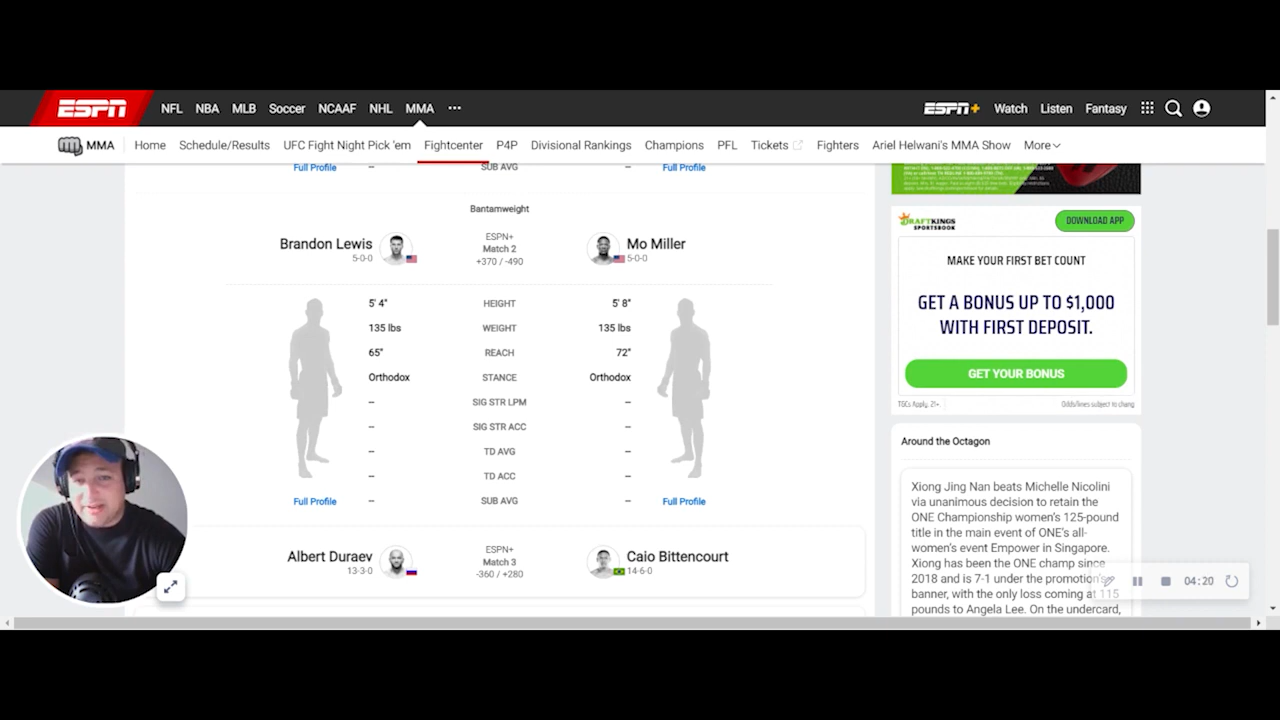 ESPN NFL NBA MLB Soccer NCAAF NHL MMA ... ESPN+ Watch Listen Fantasy
MMA Home Schedule/Results UFC Fight Night Pick 'em Fightcenter P4P Divisional Rankings Champions PFL Tickets Fighters Ariel Helwani's MMA Show More
Full Profile -- SUB AVG -- Full Profile
Bantamweight
Brandon Lewis
5-0-0
ESPN+
Match 2
+370 / -490
Mo Miller
5-0-0
5' 4" HEIGHT 5' 8"
135 lbs WEIGHT 135 lbs
65" REACH 72"
Orthodox STANCE Orthodox
-- SIG STR LPM --
-- SIG STR ACC --
-- TD AVG --
-- TD ACC --
Full Profile -- SUB AVG -- Full Profile
Albert Duraev
13-3-0
ESPN+
Match 3
-360 / +280
Caio Bittencourt
14-6-0
DRAFTKINGS
SPORTSBOOK
DOWNLOAD APP
MAKE YOUR FIRST BET COUNT
GET A BONUS UP TO $1,000
WITH FIRST DEPOSIT.
GET YOUR BONUS
T&Cs Apply. 21+. Odds/lines subject to chang
Around the Octagon
Xiong Jing Nan beats Michelle Nicolini
via unanimous decision to retain the
ONE Championship women's 125-pound
title in the main event of ONE's all-
women's event Empower in Singapore.
Xiong has been the ONE champ since
2018 and is 7-1 under the promotion's
banner, with the only loss coming at 115
pounds to Angela Lee. On the undercard,
04:20